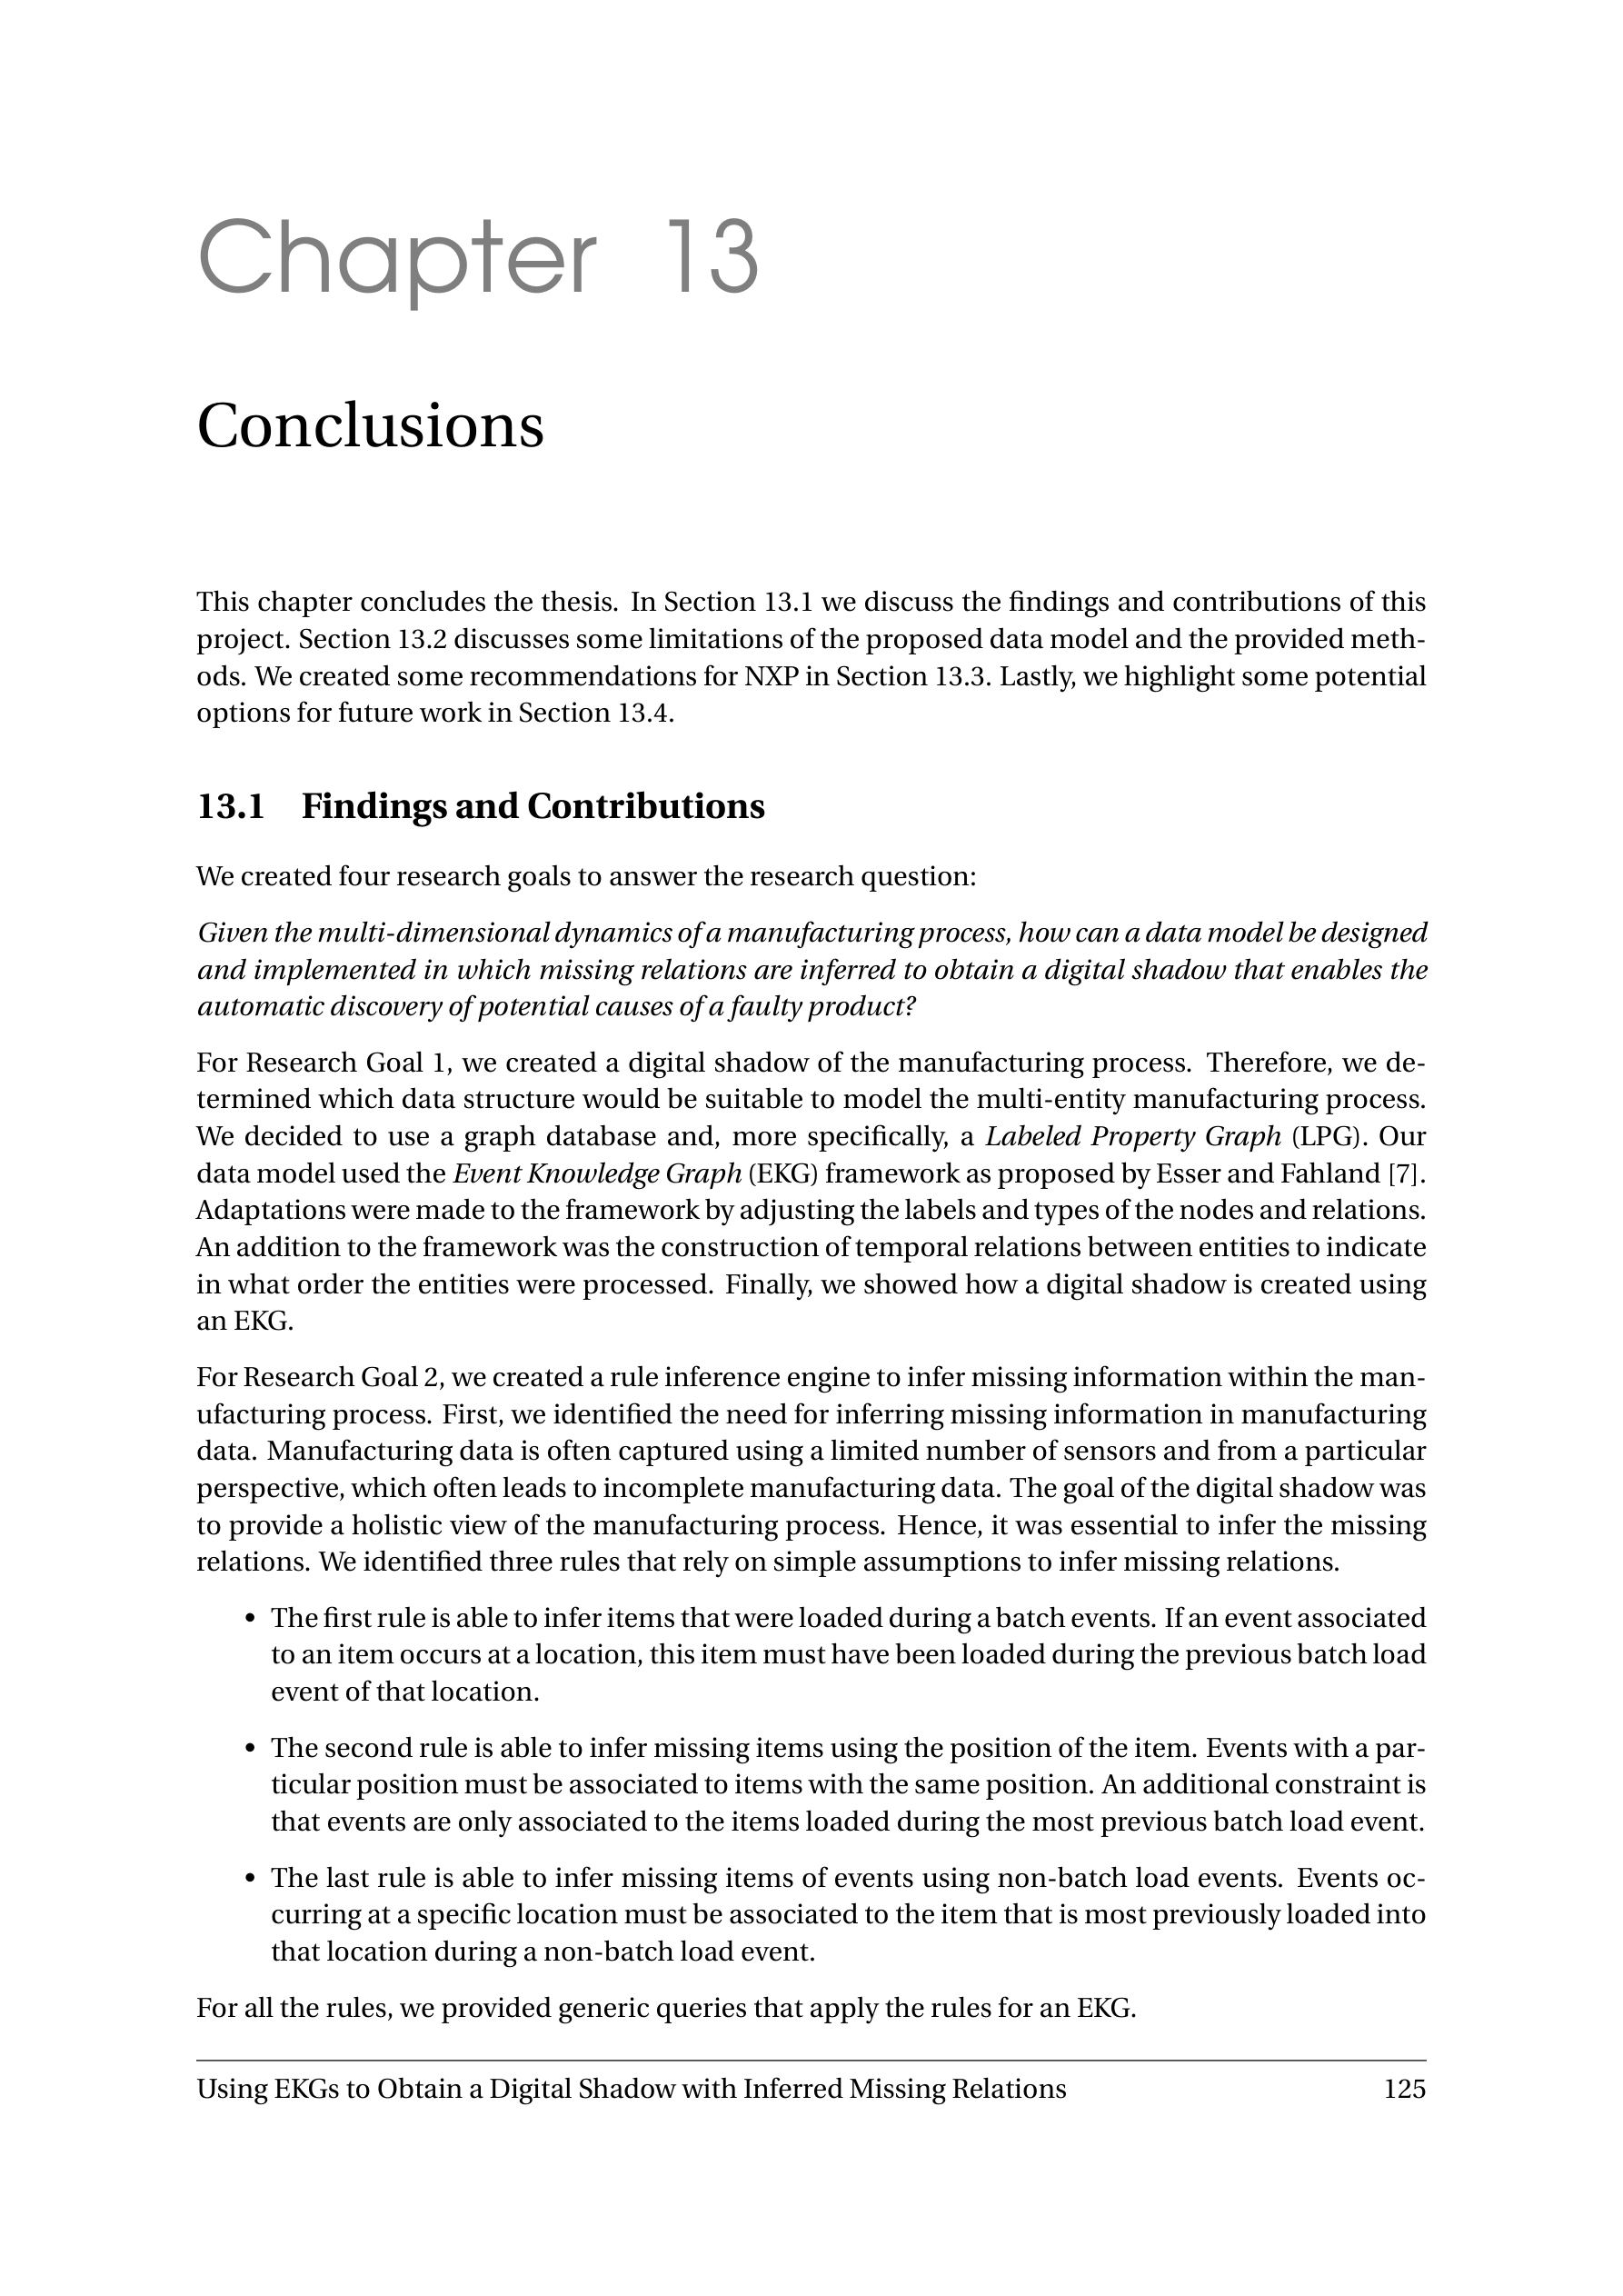 Chapter 13
Conclusions
This chapter concludes the thesis. In Section 13.1 we discuss the findings and contributions of this
project. Section 13.2 discusses some limitations of the proposed data model and the provided meth-
ods. We created some recommendations for NXP in Section 13.3. Lastly, we highlight some potential
options for future work in Section 13.4.
13.1 Findings and Contributions
We created four research goals to answer the research question:
Given the multi-dimensional dynamics of a manufacturing process, how can a data model be designed
and implemented in which missing relations are inferred to obtain a digital shadow that enables the
automatic discovery of potential causes of a faulty product?
For Research Goal 1, we created a digital shadow of the manufacturing process. Therefore, we de-
termined which data structure would be suitable to model the multi-entity manufacturing process.
We decided to use a graph database and, more specifically, a Labeled Property Graph (LPG). Our
data model used the Event Knowledge Graph (EKG) framework as proposed by Esser and Fahland [7].
Adaptations were made to the framework by adjusting the labels and types of the nodes and relations.
An addition to the framework was the construction of temporal relations between entities to indicate
in what order the entities were processed. Finally, we showed how a digital shadow is created using
an EKG.
For Research Goal 2, we created a rule inference engine to infer missing information within the man-
ufacturing process. First, we identified the need for inferring missing information in manufacturing
data. Manufacturing data is often captured using a limited number of sensors and from a particular
perspective, which often leads to incomplete manufacturing data. The goal of the digital shadow was
to provide a holistic view of the manufacturing process. Hence, it was essential to infer the missing
relations. We identified three rules that rely on simple assumptions to infer missing relations.
• The first rule is able to infer items that were loaded during a batch events. If an event associated
to an item occurs at a location, this item must have been loaded during the previous batch load
event of that location.
• The second rule is able to infer missing items using the position of the item. Events with a par-
ticular position must be associated to items with the same position. An additional constraint is
that events are only associated to the items loaded during the most previous batch load event.
• The last rule is able to infer missing items of events using non-batch load events. Events oc-
curring at a specific location must be associated to the item that is most previously loaded into
that location during a non-batch load event.
For all the rules, we provided generic queries that apply the rules for an EKG.
Using EKGs to Obtain a Digital Shadow with Inferred Missing Relations 125